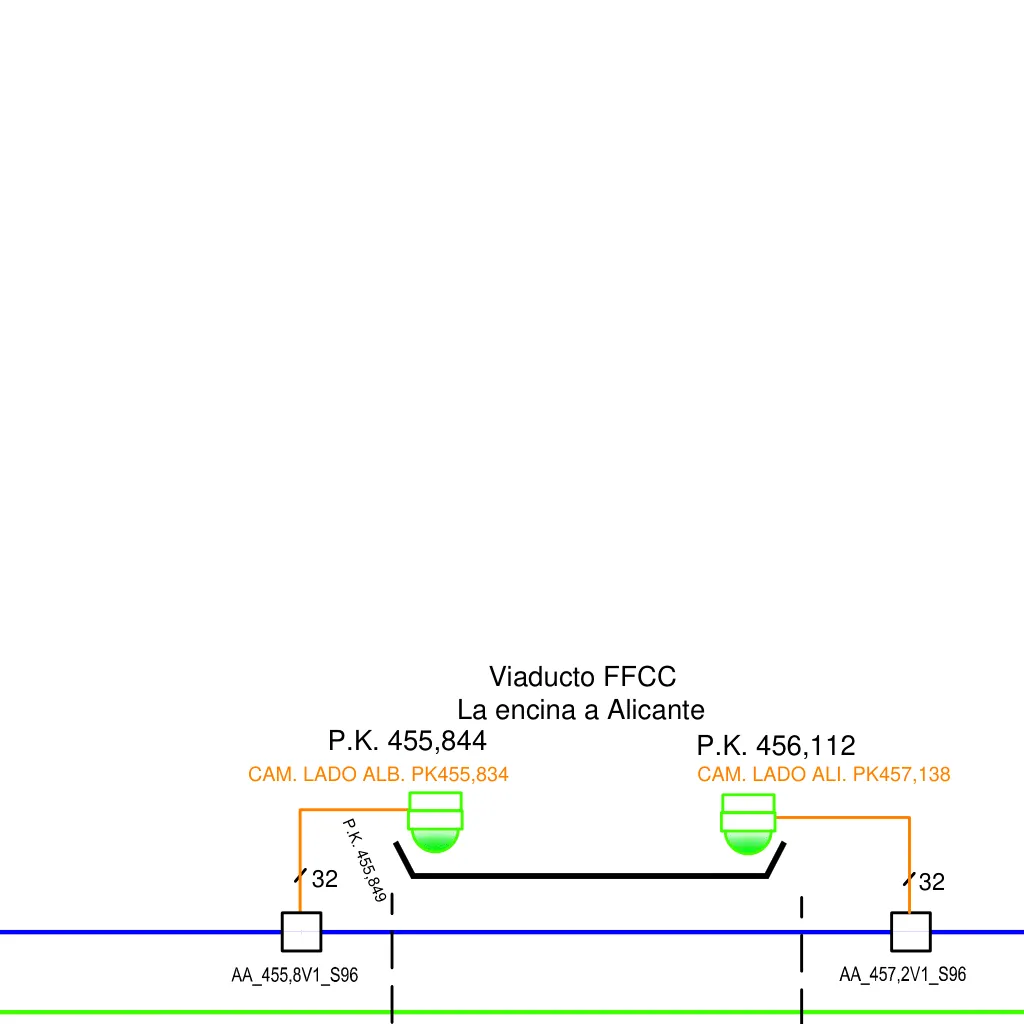 Viaducto FFCC
La encina a Alicante
P.K. 455,844
P.K. 456,112
CAM. LADO ALB. PK455,834
CAM. LADO ALI. PK457,138
P.K. 455,849
32
32
AA_455,8V1_S96
AA_457,2V1_S96